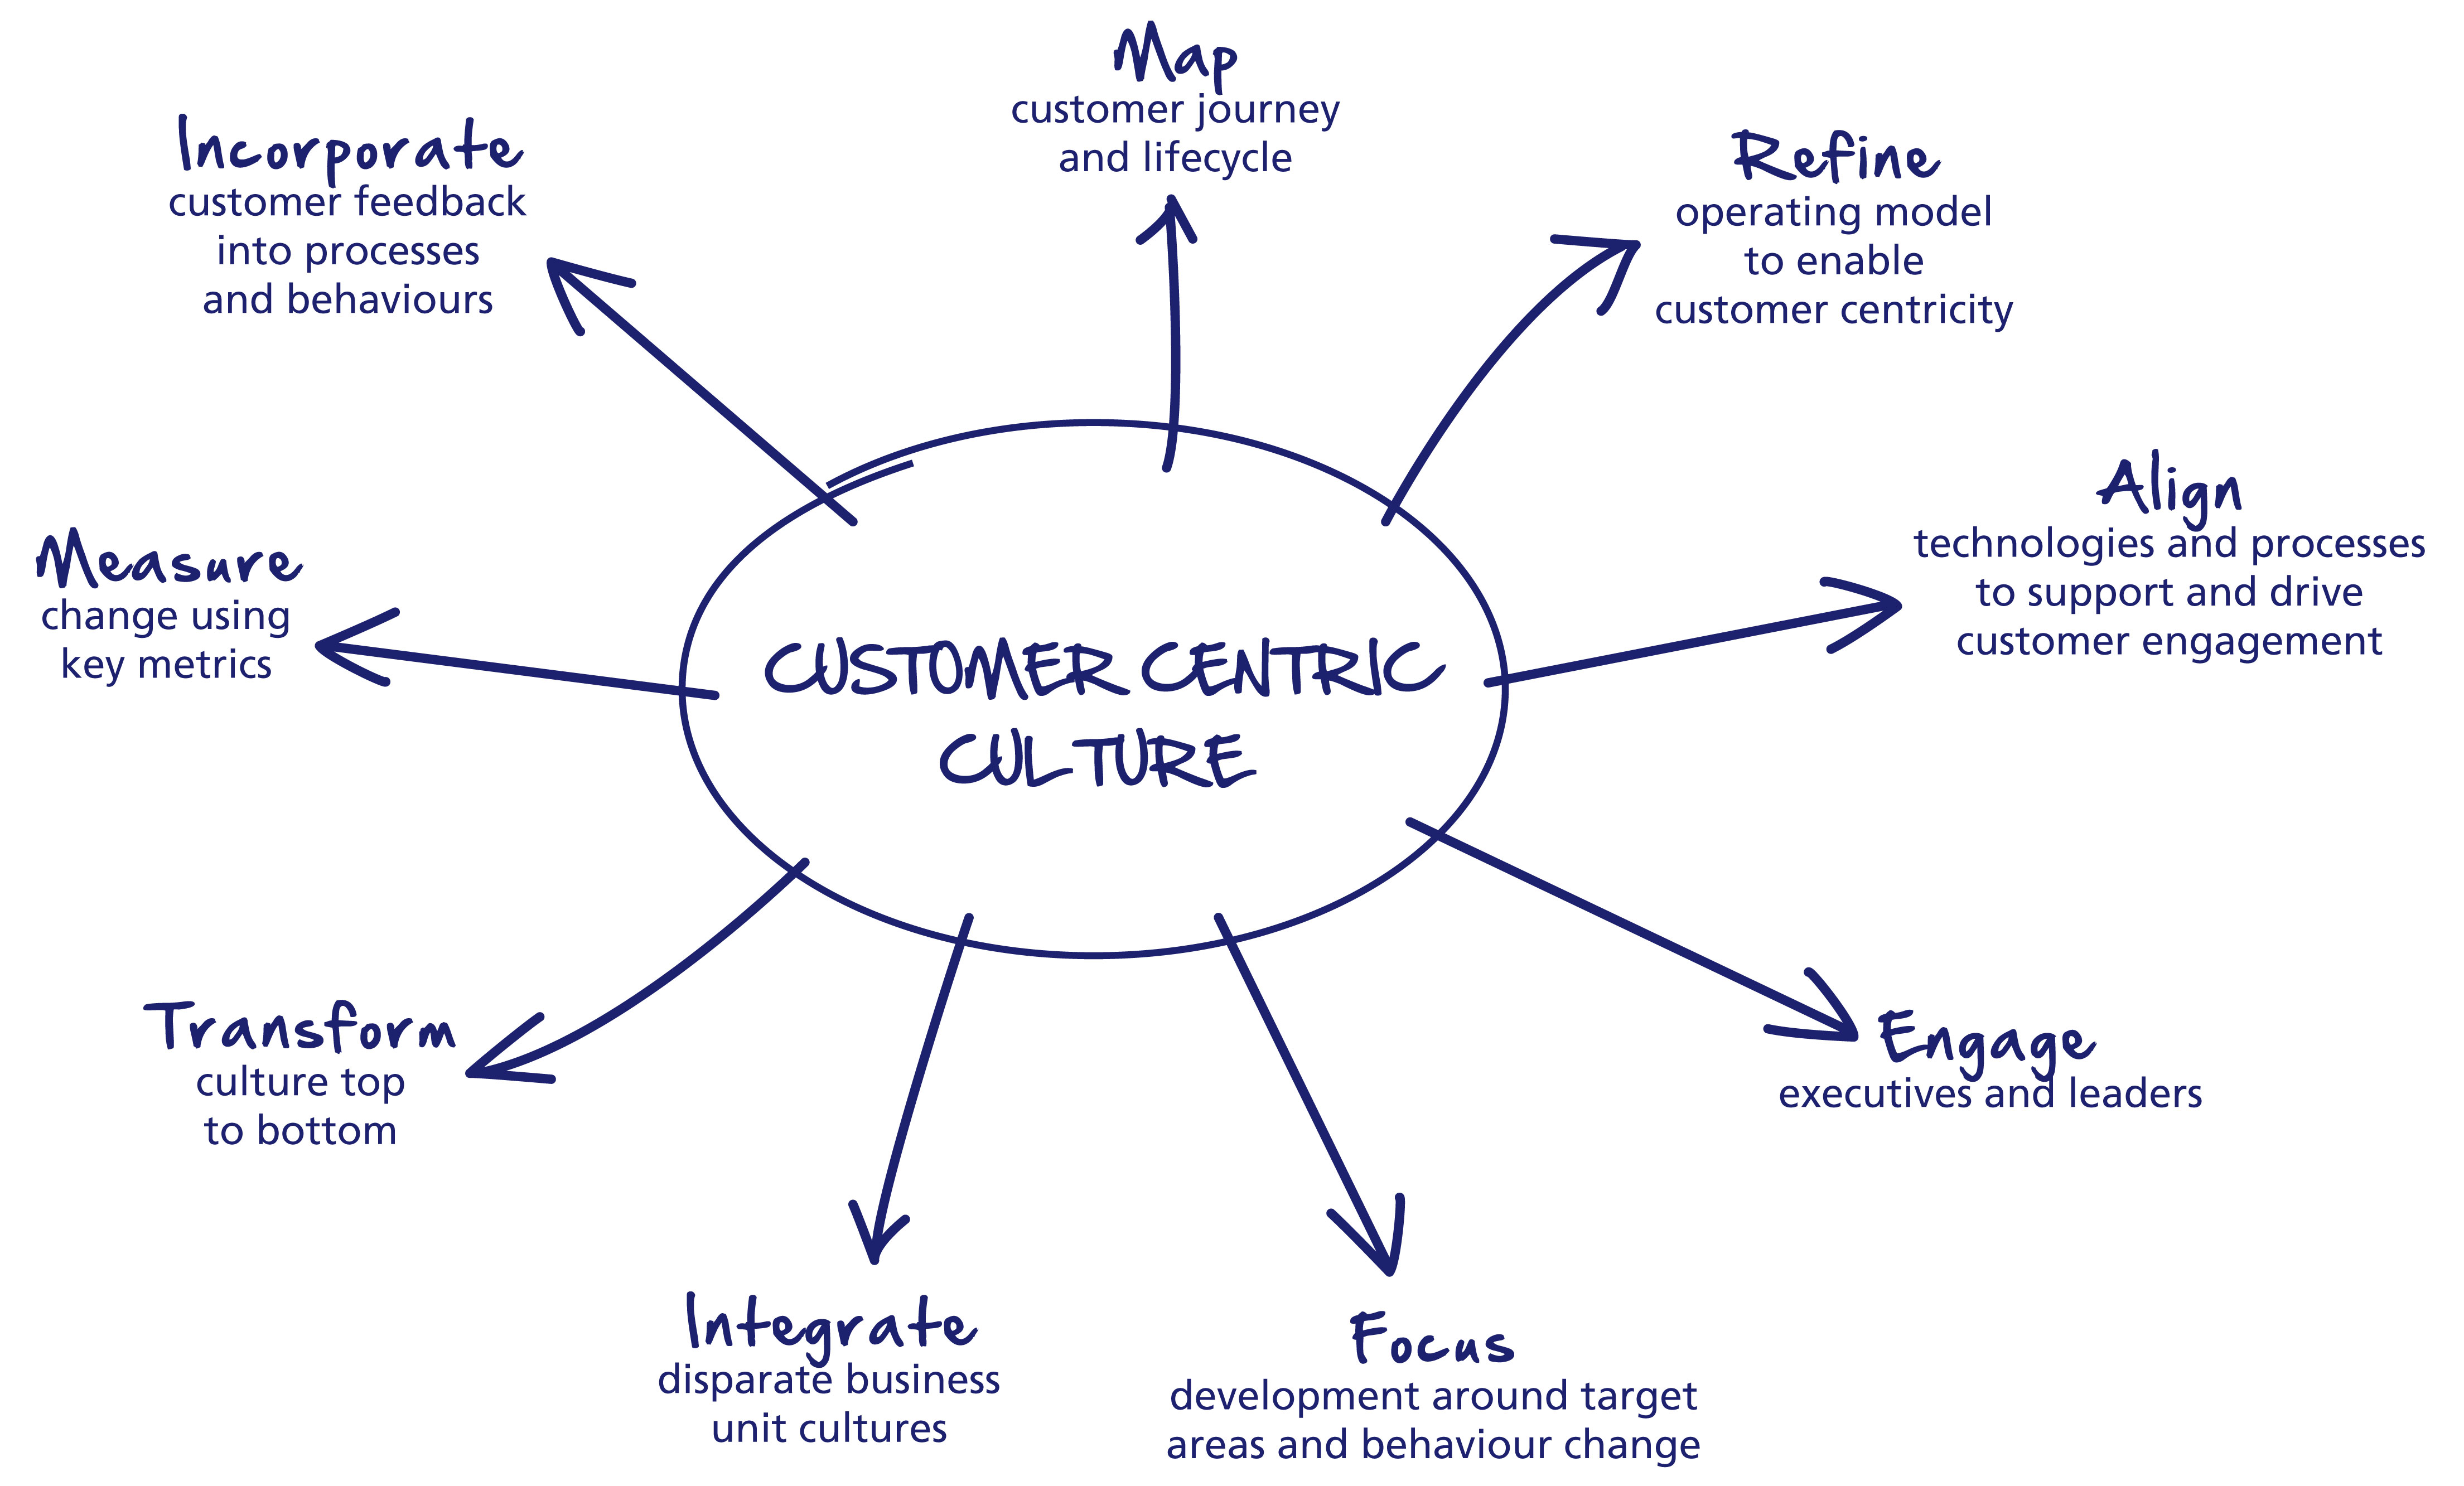 Map
customer journey
and lifecycle
Refine
operating model
to enable
customer centricity
Align
technologies and processes
to support and drive
customer engagement
Engage
executives and leaders
Focus
development around target
areas and behaviour change
Integrate
disparate business
unit cultures
Transform
culture top
to bottom
Measure
change using
key metrics
Incorporate
customer feedback
into processes
and behaviours
CUSTOMER CENTRIC
CULTURE